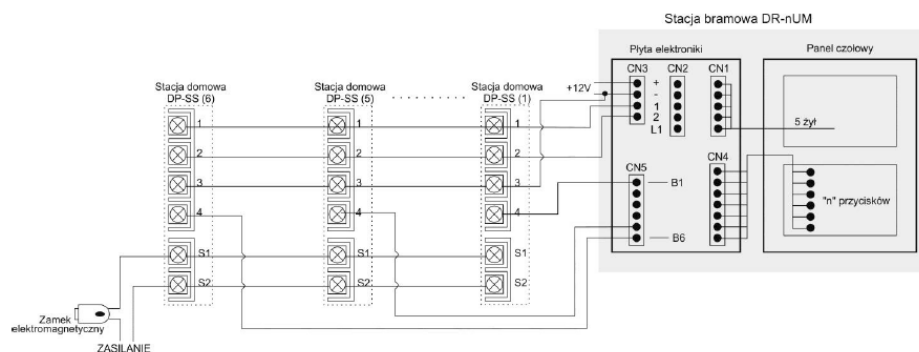 Stacja bramowa DR-nUM
Płyta elektroniki
Panel czołowy
CN3
CN2
CN1
+12V
+
-
1
2
L1
5 żył
CN5
CN4
B1
B6
"n" przycisków
Stacja domowa
DP-SS (6)
Stacja domowa
DP-SS (5)
Stacja domowa
DP-SS (1)
1
1
1
2
2
2
3
3
3
4
4
4
S1
S1
S1
S2
S2
S2
Zamek
elektromagnetyczny
ZASILANIE